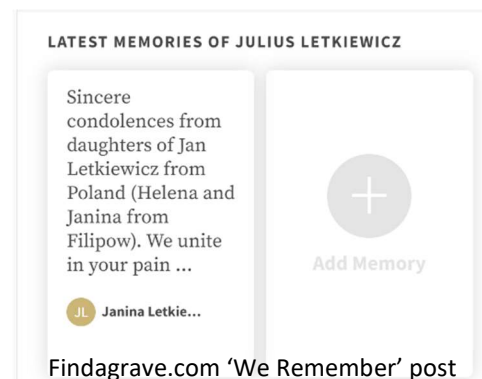 LATEST MEMORIES OF JULIUS LETKIEWICZ
Sincere
condolences from
daughters of Jan
Letkiewicz from
Poland (Helena and
Janina from
Filipow). We unite
in your pain ...
JL Janina Letkie...
Add Memory
Findagrave.com ‘We Remember’ post